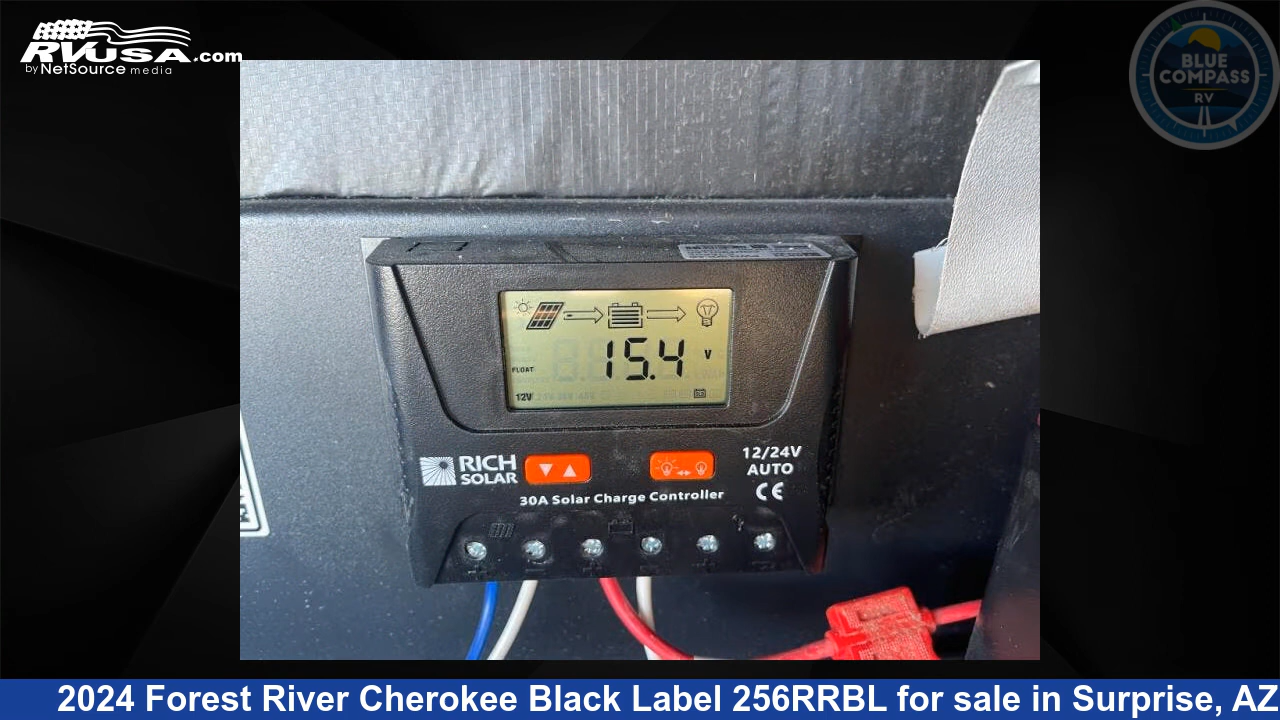 RVUSA.com
by NetSource media
BLUE
COMPASS
RV
15.4 V
FLOAT
12V
RICH
SOLAR
12/24V
AUTO
CE
30A Solar Charge Controller
2024 Forest River Cherokee Black Label 256RRBL for sale in Surprise, AZ